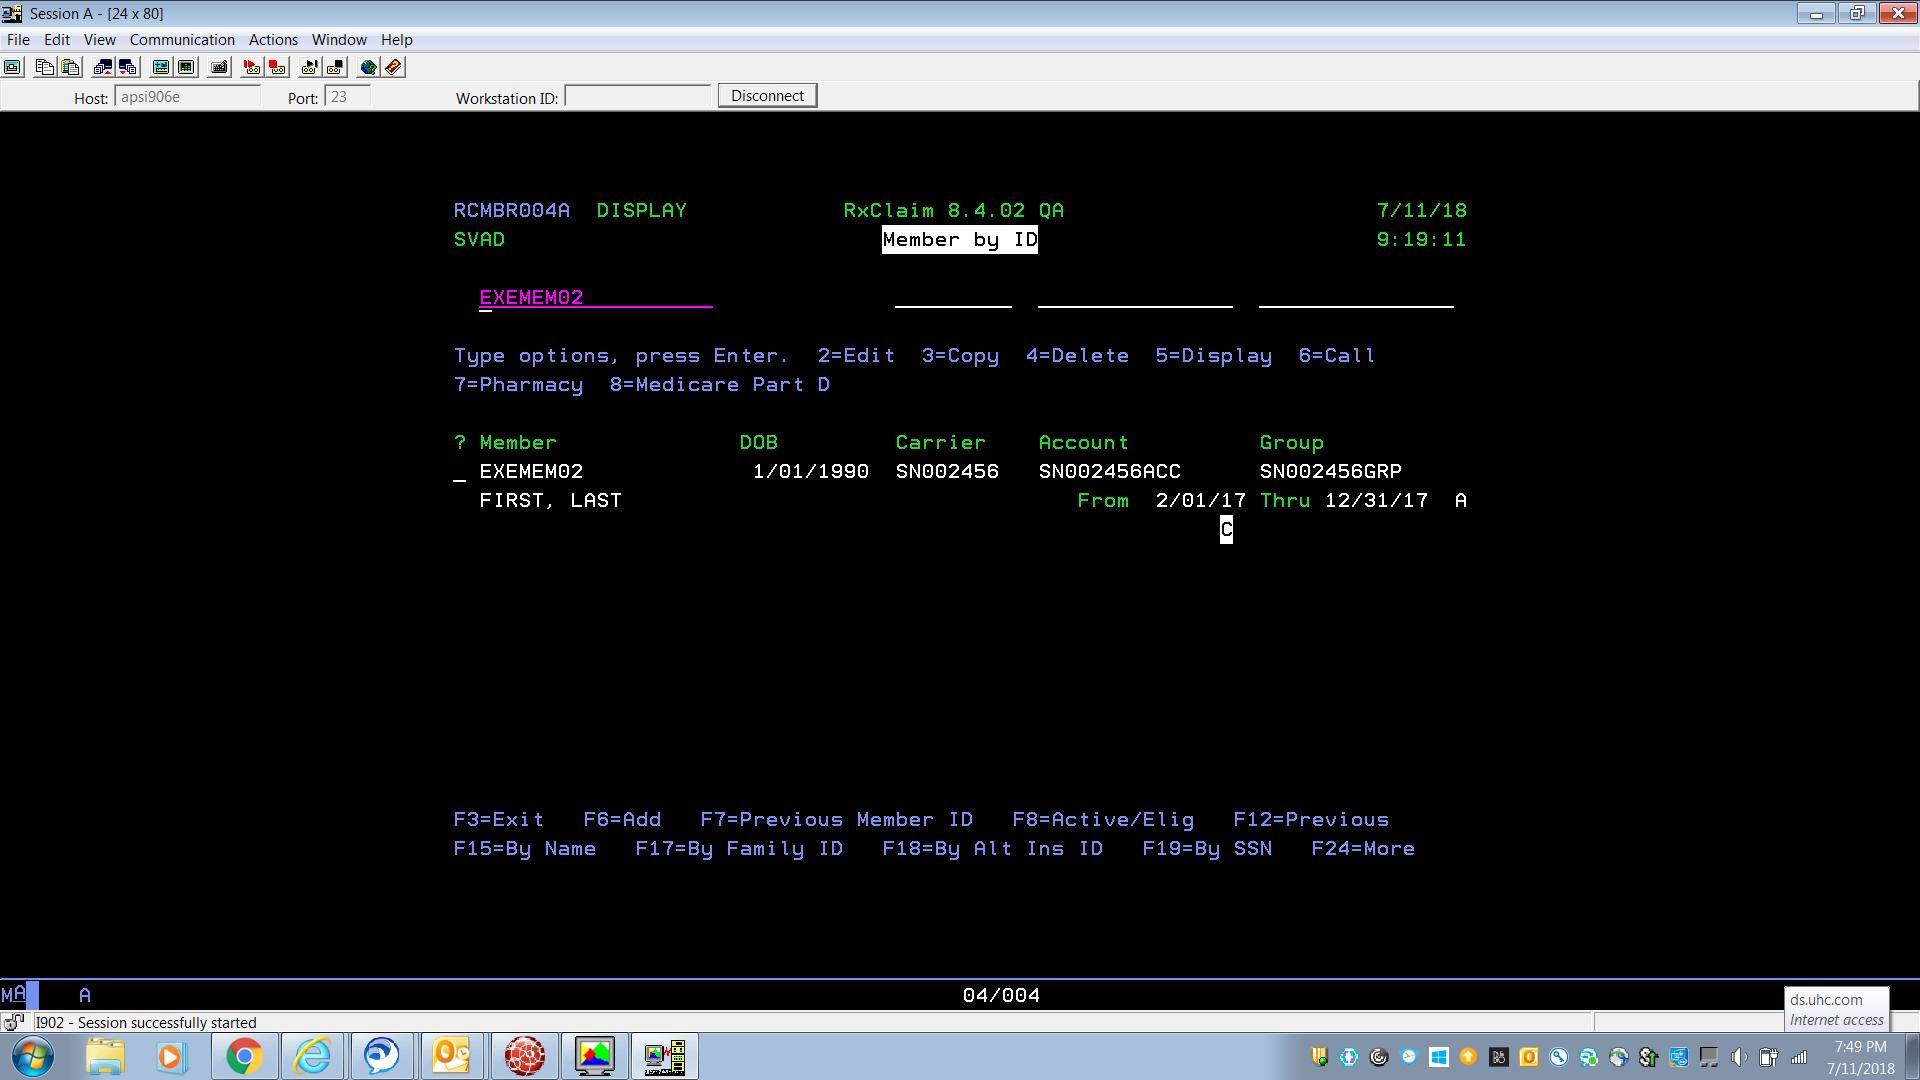 Session A - [24 x 80]
File Edit View Communication Actions Window Help
Host: apsi906e Port: 23 Workstation ID: Disconnect
RCMBR004A DISPLAY RxClaim 8.4.02 QA 7/11/18
SVAD Member by ID 9:19:11
EXEMEM02
Type options, press Enter. 2=Edit 3=Copy 4=Delete 5=Display 6=Call
7=Pharmacy 8=Medicare Part D
? Member DOB Carrier Account Group
_ EXEMEM02 1/01/1990 SN002456 SN002456ACC SN002456GRP
FIRST, LAST From 2/01/17 Thru 12/31/17 A
C
F3=Exit F6=Add F7=Previous Member ID F8=Active/Elig F12=Previous
F15=By Name F17=By Family ID F18=By Alt Ins ID F19=By SSN F24=More
MA A 04/004
ds.uhc.com
Internet access
I902 - Session successfully started
7:49 PM
7/11/2018